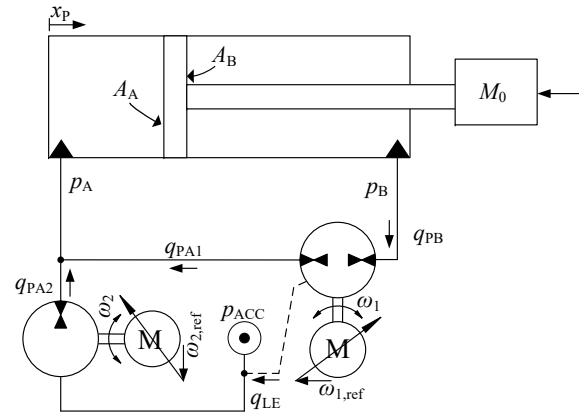 x_P
A_B
A_A
M_0
p_A
p_B
q_PB
q_PA1
q_PA2
ω_2
ω_1
p_ACC
M
ω_2,ref
M
q_LE
ω_1,ref